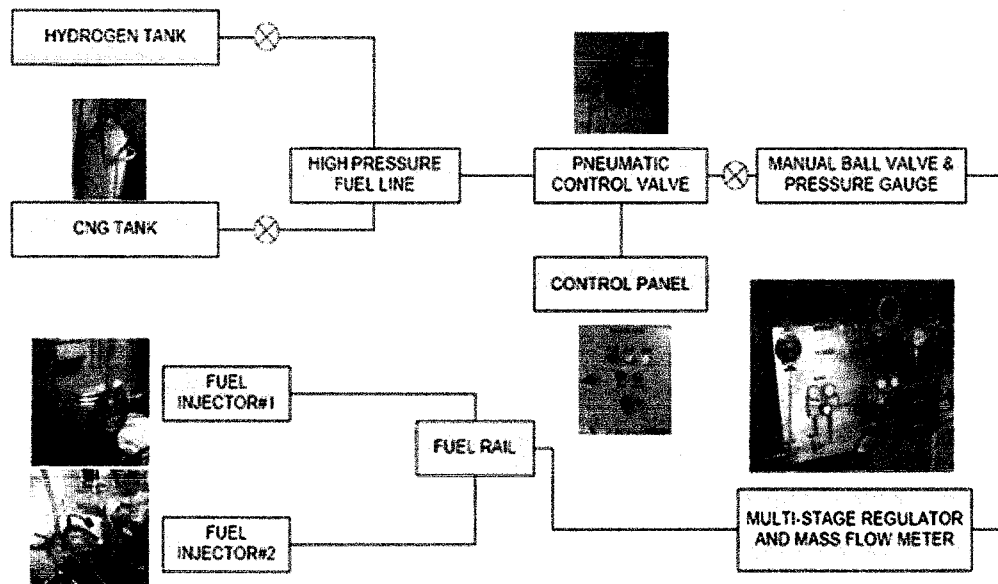 HYDROGEN TANK
HIGH PRESSURE
FUEL LINE
PNEUMATIC
CONTROL VALVE
MANUAL BALL VALVE &
PRESSURE GAUGE
CNG TANK
CONTROL PANEL
FUEL
INJECTOR#1
FUEL RAIL
FUEL
INJECTOR#2
MULTI-STAGE REGULATOR
AND MASS FLOW METER